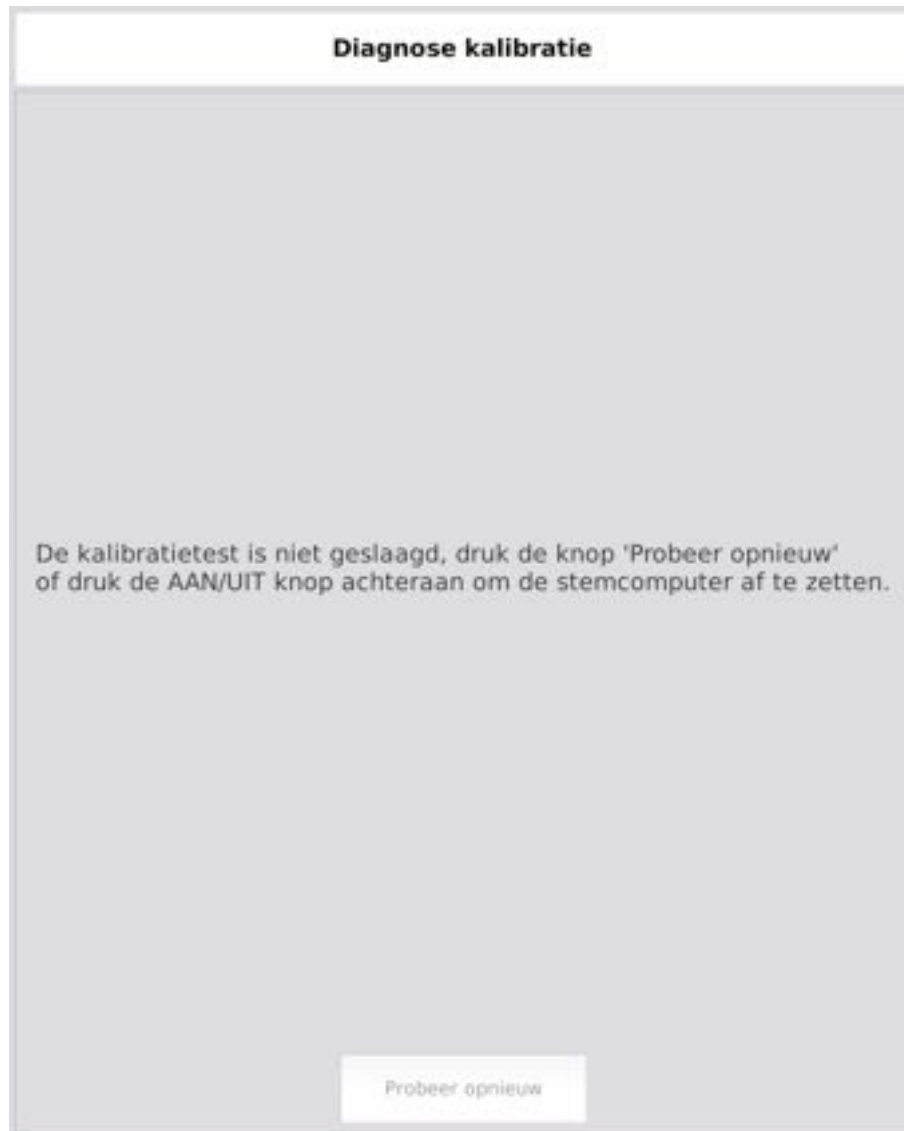 Diagnose kalibratie
De kalibratietest is niet geslaagd, druk de knop 'Probeer opnieuw'
of druk de AAN/UIT knop achteraan om de stemcomputer af te zetten.
Probeer opnieuw